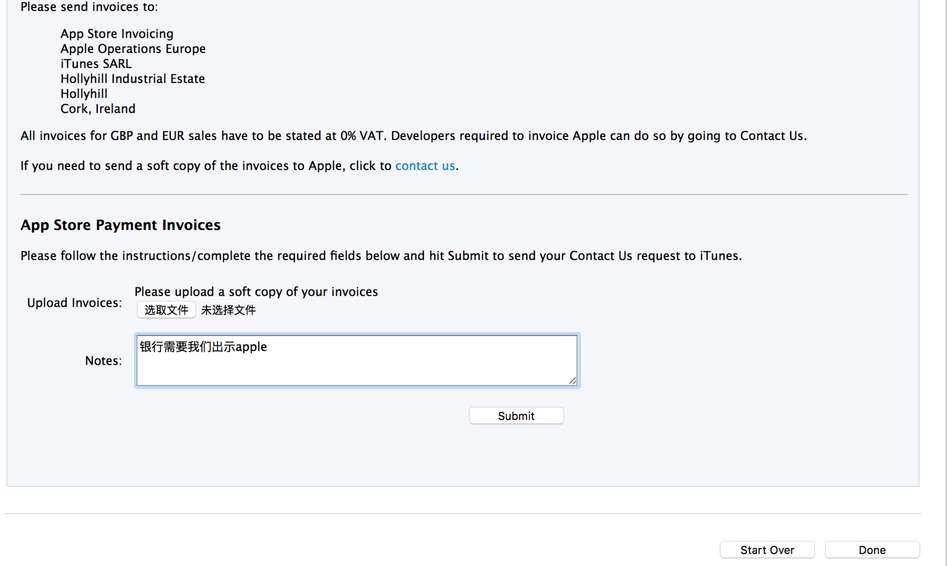 Please send invoices to:
App Store Invoicing
Apple Operations Europe
iTunes SARL
Hollyhill Industrial Estate
Hollyhill
Cork, Ireland
All invoices for GBP and EUR sales have to be stated at 0% VAT. Developers required to invoice Apple can do so by going to Contact Us.
If you need to send a soft copy of the invoices to Apple, click to contact us.
App Store Payment Invoices
Please follow the instructions/complete the required fields below and hit Submit to send your Contact Us request to iTunes.
Please upload a soft copy of your invoices
Upload Invoices:
选取文件 未选择文件
银行需要我们出示apple
Notes:
Submit
Start Over Done